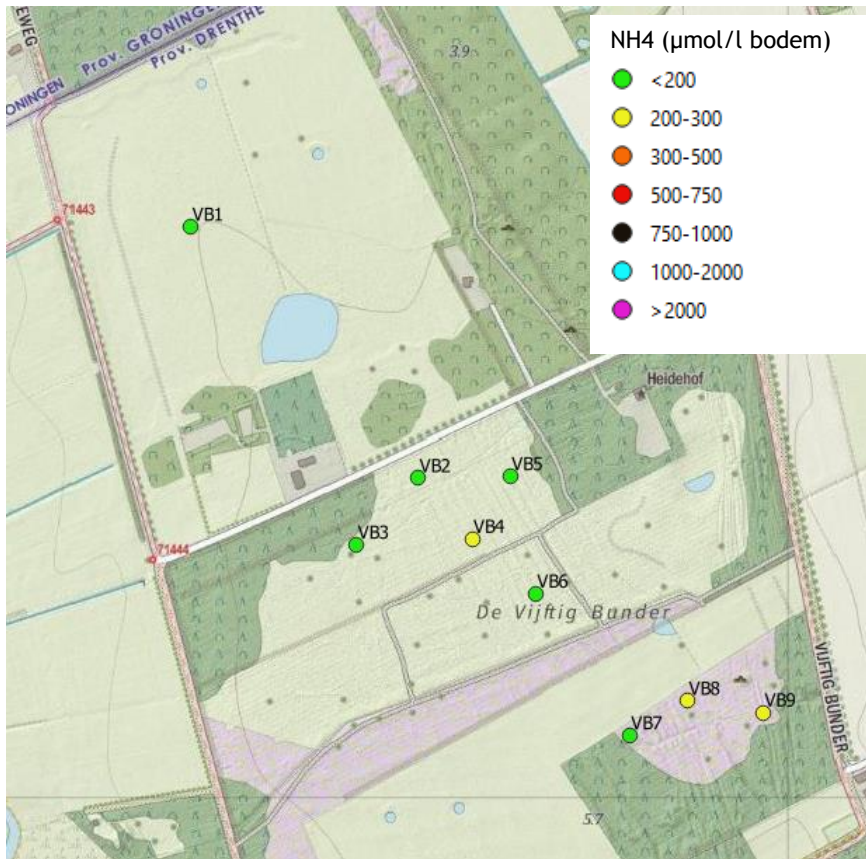 EWEG
Prov. GRONINGEN
Prov. DRENTHE
ONINGEN
3.9
NH4 (µmol/l bodem)
<200
200-300
300-500
500-750
750-1000
1000-2000
>2000
71443
VB1
Heidehof
VB2
VB5
VB3
VB4
71444
VB6
De Vijftig Bunder
VIJFTIG BUNDER
VB8
VB9
VB7
5.7